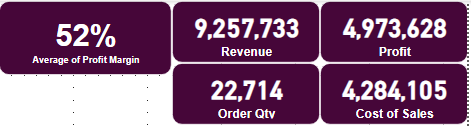 52%
Average of Profit Margin
9,257,733
Revenue
4,973,628
Profit
22,714
Order Qty
4,284,105
Cost of Sales